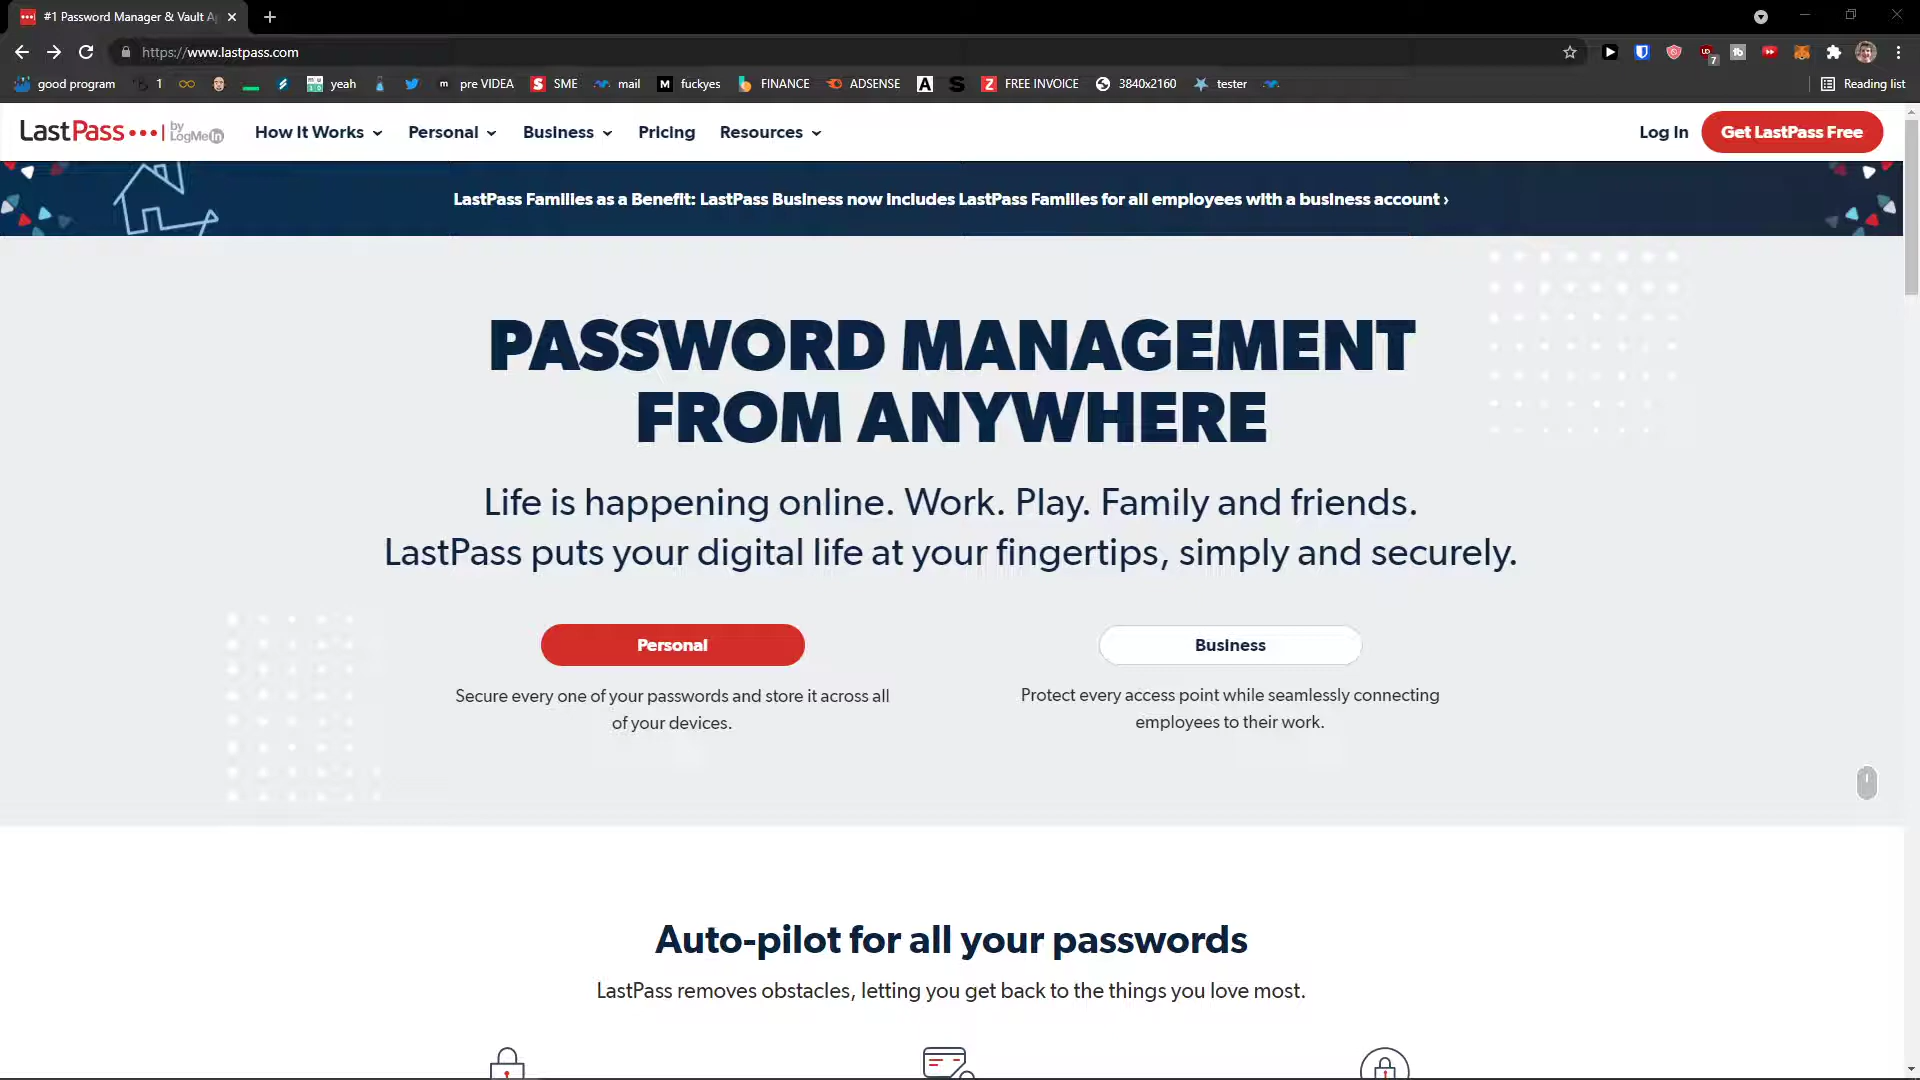 #1 Password Manager & Vault A
https://www.lastpass.com
good program 1 yeah pre VIDEA SME mail fuckyes FINANCE ADSENSE FREE INVOICE 3840x2160 tester Reading list
LastPass by LogMeIn How It Works Personal Business Pricing Resources Log In Get LastPass Free
LastPass Families as a Benefit: LastPass Business now includes LastPass Families for all employees with a business account ›
PASSWORD MANAGEMENT
FROM ANYWHERE
Life is happening online. Work. Play. Family and friends.
LastPass puts your digital life at your fingertips, simply and securely.
Personal Business
Secure every one of your passwords and store it across all
of your devices.
Protect every access point while seamlessly connecting
employees to their work.
Auto-pilot for all your passwords
LastPass removes obstacles, letting you get back to the things you love most.